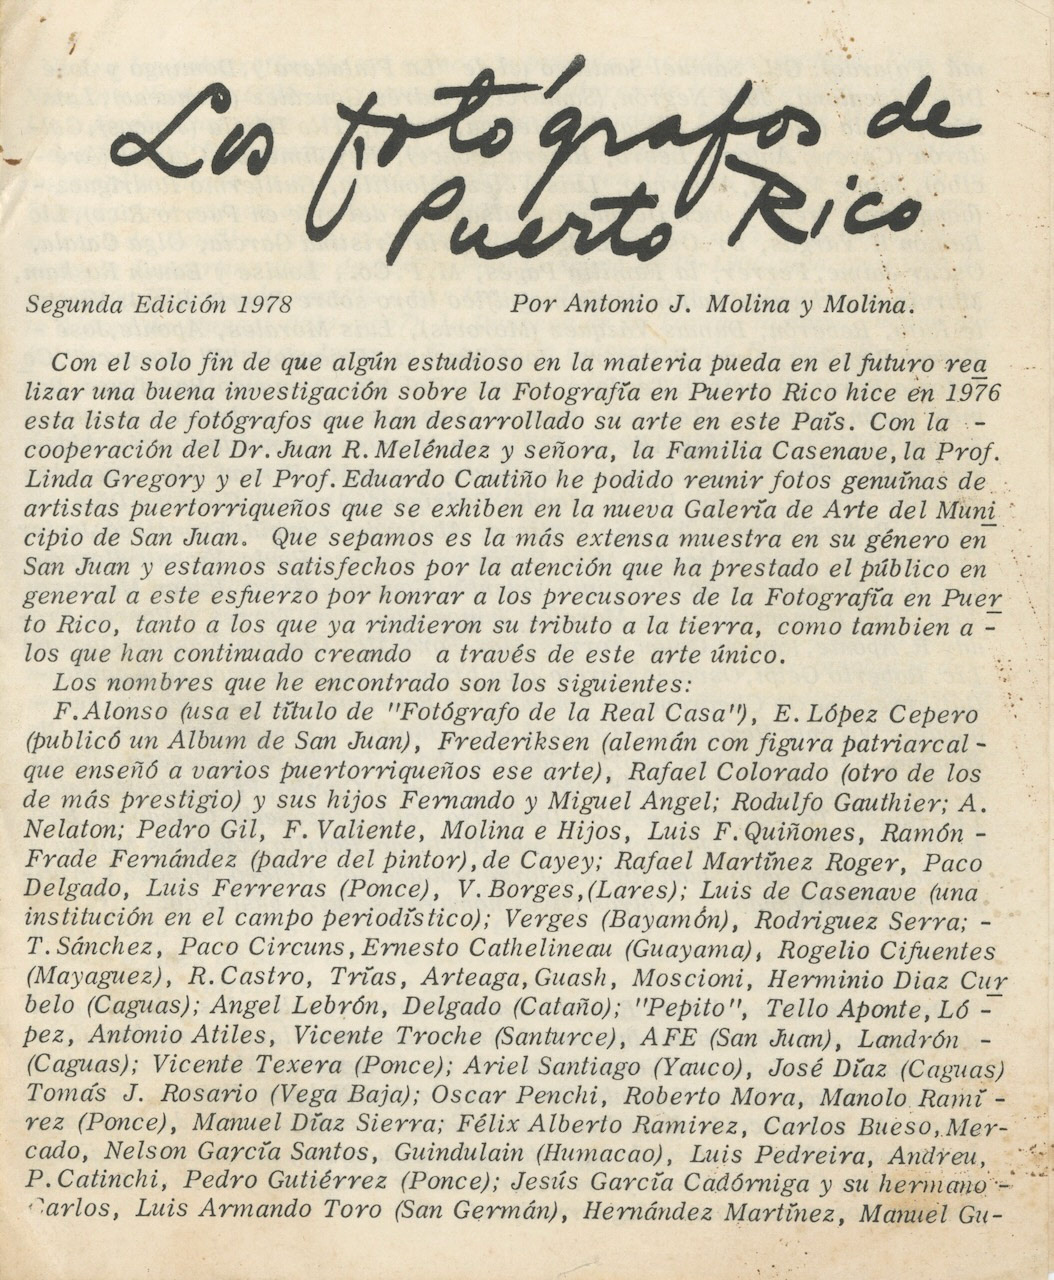 Los fotógrafos de
Puerto Rico
Segunda Edición 1978 Por Antonio J. Molina y Molina.
Con el solo fin de que algún estudioso en la materia pueda en el futuro rea
lizar una buena investigación sobre la Fotografía en Puerto Rico hice en 1976
esta lista de fotógrafos que han desarrollado su arte en este País. Con la -
cooperación del Dr. Juan R. Meléndez y señora, la Familia Casenave, la Prof.
Linda Gregory y el Prof. Eduardo Cautiño he podido reunir fotos genuínas de
artistas puertorriqueños que se exhiben en la nueva Galería de Arte del Muni
cipio de San Juan. Que sepamos es la más extensa muestra en su género en
San Juan y estamos satisfechos por la atención que ha prestado el público en
general a este esfuerzo por honrar a los precusores de la Fotografía en Puer
to Rico, tanto a los que ya rindieron su tributo a la tierra, como tambien a -
los que han continuado creando a través de este arte único.
Los nombres que he encontrado son los siguientes:
F. Alonso (usa el título de "Fotógrafo de la Real Casa"), E. López Cepero
(publicó un Album de San Juan), Frederiksen (alemán con figura patriarcal -
que enseñó a varios puertorriqueños ese arte), Rafael Colorado (otro de los
de más prestigio) y sus hijos Fernando y Miguel Angel; Rodulfo Gauthier; A.
Nelaton; Pedro Gil, F. Valiente, Molina e Hijos, Luis F. Quiñones, Ramón -
Frade Fernández (padre del pintor), de Cayey; Rafael Martínez Roger, Paco
Delgado, Luis Ferreras (Ponce), V. Borges, (Lares); Luis de Casenave (una
institución en el campo periodístico); Verges (Bayamón), Rodriguez Serra; -
T. Sánchez, Paco Circuns, Ernesto Cathelineau (Guayama), Rogelio Cifuentes
(Mayaguez), R. Castro, Trías, Arteaga, Guash, Moscioni, Herminio Diaz Cur
belo (Caguas); Angel Lebrón, Delgado (Cataño); "Pepito", Tello Aponte, Ló -
pez, Antonio Atiles, Vicente Troche (Santurce), AFE (San Juan), Landrón -
(Caguas); Vicente Texera (Ponce); Ariel Santiago (Yauco), José Díaz (Caguas)
Tomás J. Rosario (Vega Baja); Oscar Penchi, Roberto Mora, Manolo Ramí -
rez (Ponce), Manuel Díaz Sierra; Félix Alberto Ramirez, Carlos Bueso, Mer-
cado, Nelson García Santos, Guindulain (Humacao), Luis Pedreira, Andreu,
P. Catinchi, Pedro Gutiérrez (Ponce); Jesús García Cadórniga y su hermano -
Carlos, Luis Armando Toro (San Germán), Hernández Martínez, Manuel Gu-